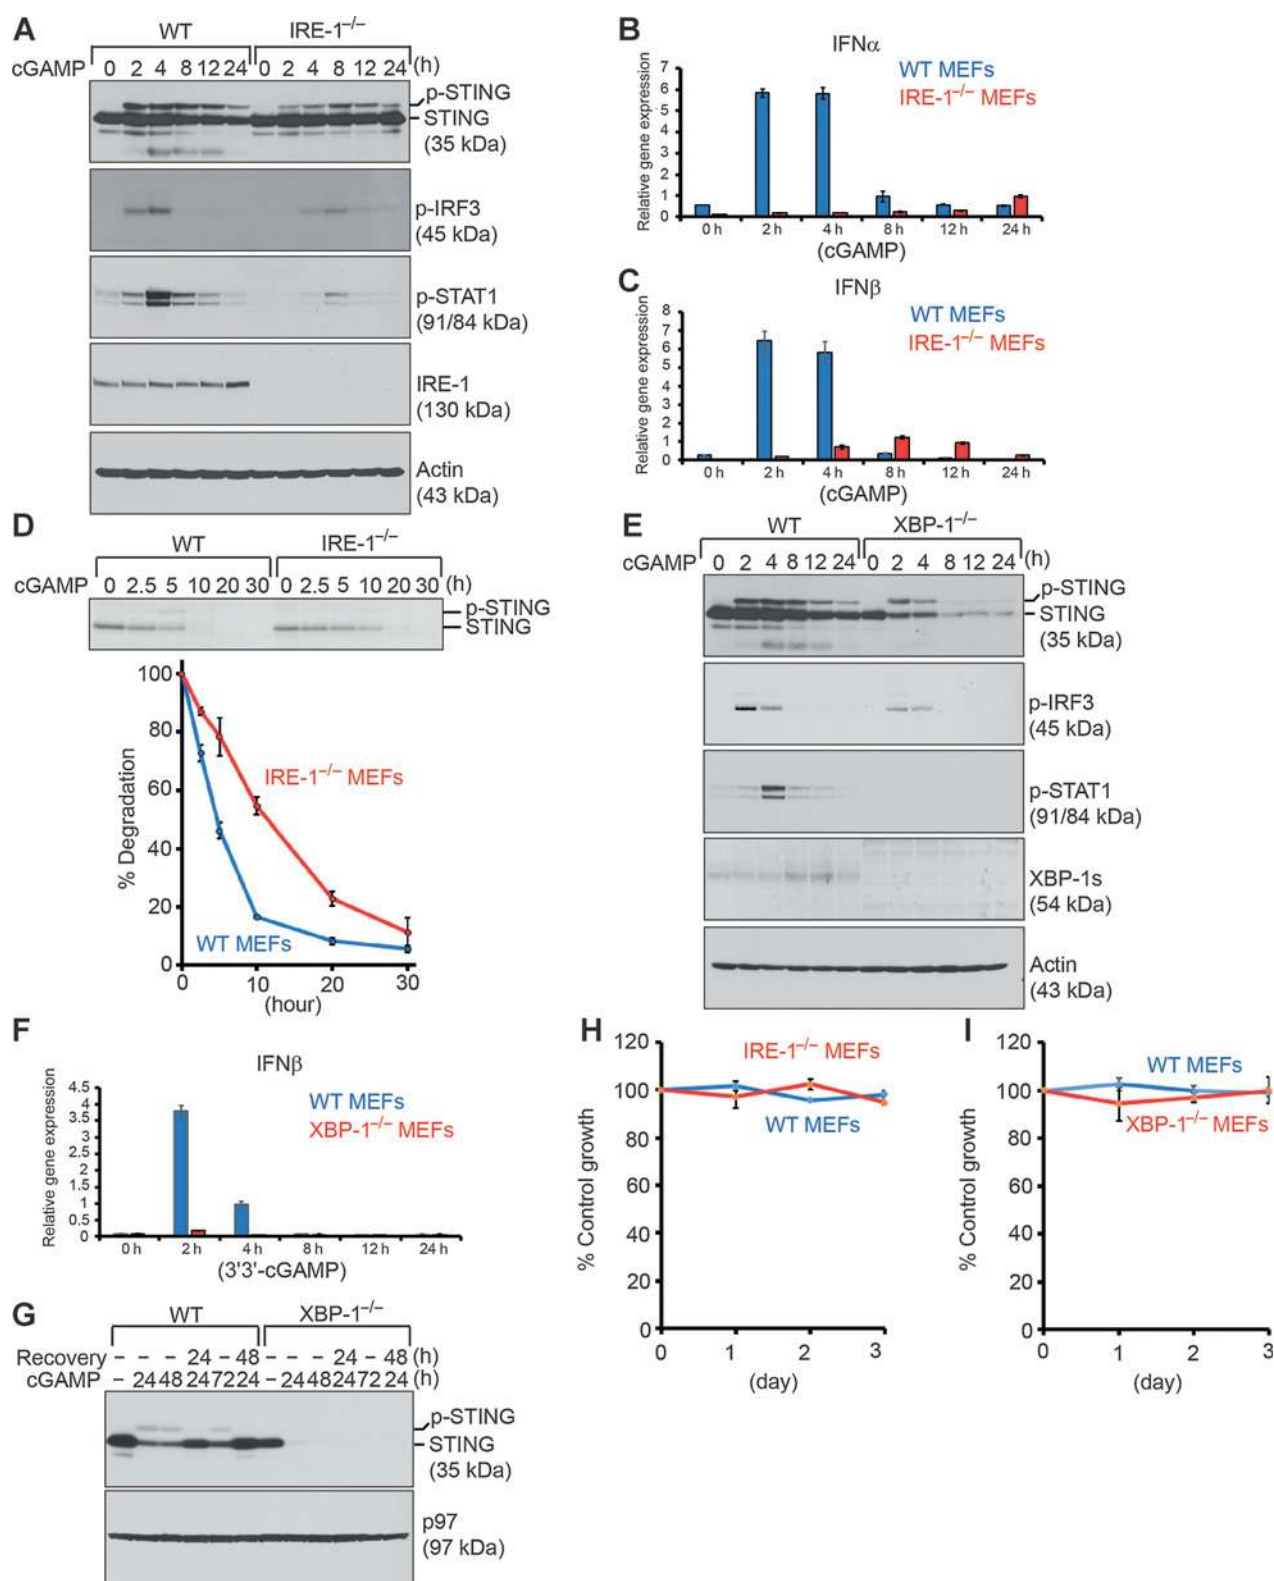 A
WT IRE-1–/–
cGAMP 0 2 4 8 12 24 0 2 4 8 12 24 (h)
p-STING
STING
(35 kDa)
p-IRF3
(45 kDa)
p-STAT1
(91/84 kDa)
IRE-1
(130 kDa)
Actin
(43 kDa)
B
IFNα
WT MEFs
IRE-1–/– MEFs
Relative gene expression
7
6
5
4
3
2
1
0
0 h 2 h 4 h 8 h 12 h 24 h
(cGAMP)
C
IFNβ
WT MEFs
IRE-1–/– MEFs
Relative gene expression
8
7
6
5
4
3
2
1
0
0 h 2 h 4 h 8 h 12 h 24 h
(cGAMP)
D
WT IRE-1–/–
cGAMP 0 2.5 5 10 20 30 0 2.5 5 10 20 30 (h)
p-STING
STING
% Degradation
100
80
60
40
20
0
IRE-1–/– MEFs
WT MEFs
0 10 20 30
(hour)
E
WT XBP-1–/–
cGAMP 0 2 4 8 12 24 0 2 4 8 12 24 (h)
p-STING
STING
(35 kDa)
p-IRF3
(45 kDa)
p-STAT1
(91/84 kDa)
XBP-1s
(54 kDa)
Actin
(43 kDa)
F
IFNβ
WT MEFs
XBP-1–/– MEFs
Relative gene expression
4.5
4
3.5
3
2.5
2
1.5
1
0.5
0
0 h 2 h 4 h 8 h 12 h 24 h
(3'3'-cGAMP)
G
WT XBP-1–/–
Recovery – – – 24 – 48 – – – 24 – 48 (h)
cGAMP – 24 48 24 72 24 – 24 48 24 72 24 (h)
p-STING
STING
(35 kDa)
p97
(97 kDa)
H
% Control growth
120
100
80
60
40
20
0
IRE-1–/– MEFs
WT MEFs
0 1 2 3
(day)
I
% Control growth
120
100
80
60
40
20
0
WT MEFs
XBP-1–/– MEFs
0 1 2 3
(day)